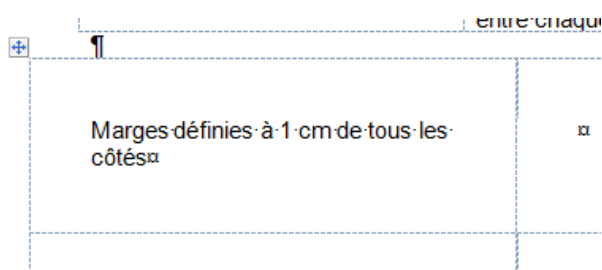 entre chaque
¶
Marges·définies·à·1·cm·de·tous·les·
côtés¤
¤